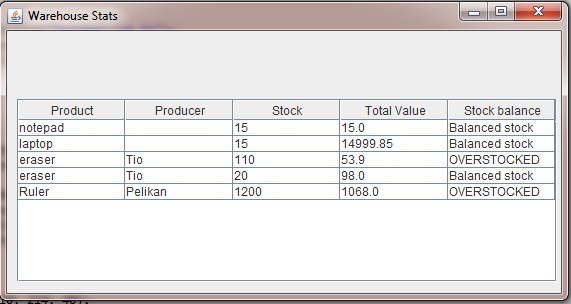 Warehouse Stats
Product Producer Stock Total Value Stock balance
notepad 15 15.0 Balanced stock
laptop 15 14999.85 Balanced stock
eraser Tio 110 53.9 OVERSTOCKED
eraser Tio 20 98.0 Balanced stock
Ruler Pelikan 1200 1068.0 OVERSTOCKED